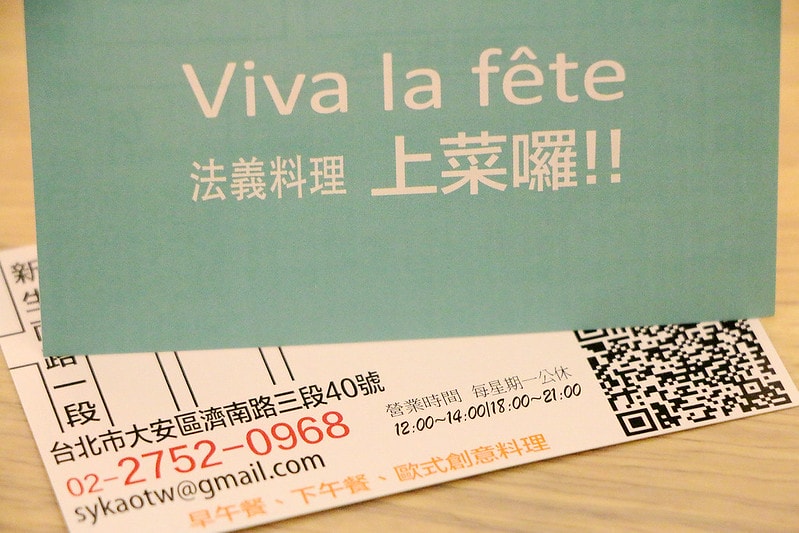 Viva la fête
法義料理 上菜囉!!
新生南路一段
台北市大安區濟南路三段40號
02-2752-0968
sykaotw@gmail.com
營業時間 每星期一公休
12:00~14:00|18:00~21:00
早午餐、下午餐、歐式創意料理